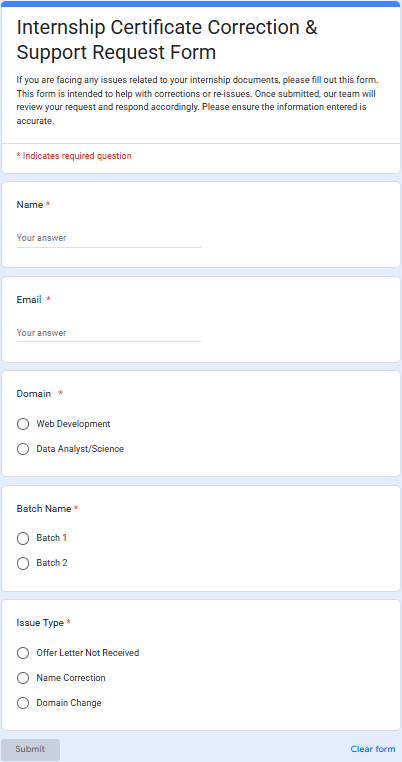 Internship Certificate Correction &
Support Request Form
If you are facing any issues related to your internship documents, please fill out this form.
This form is intended to help with corrections or re-issues. Once submitted, our team will
review your request and respond accordingly. Please ensure the information entered is
accurate.
* Indicates required question
Name *
Your answer
Email *
Your answer
Domain *
Web Development
Data Analyst/Science
Batch Name *
Batch 1
Batch 2
Issue Type *
Offer Letter Not Received
Name Correction
Domain Change
Submit Clear form